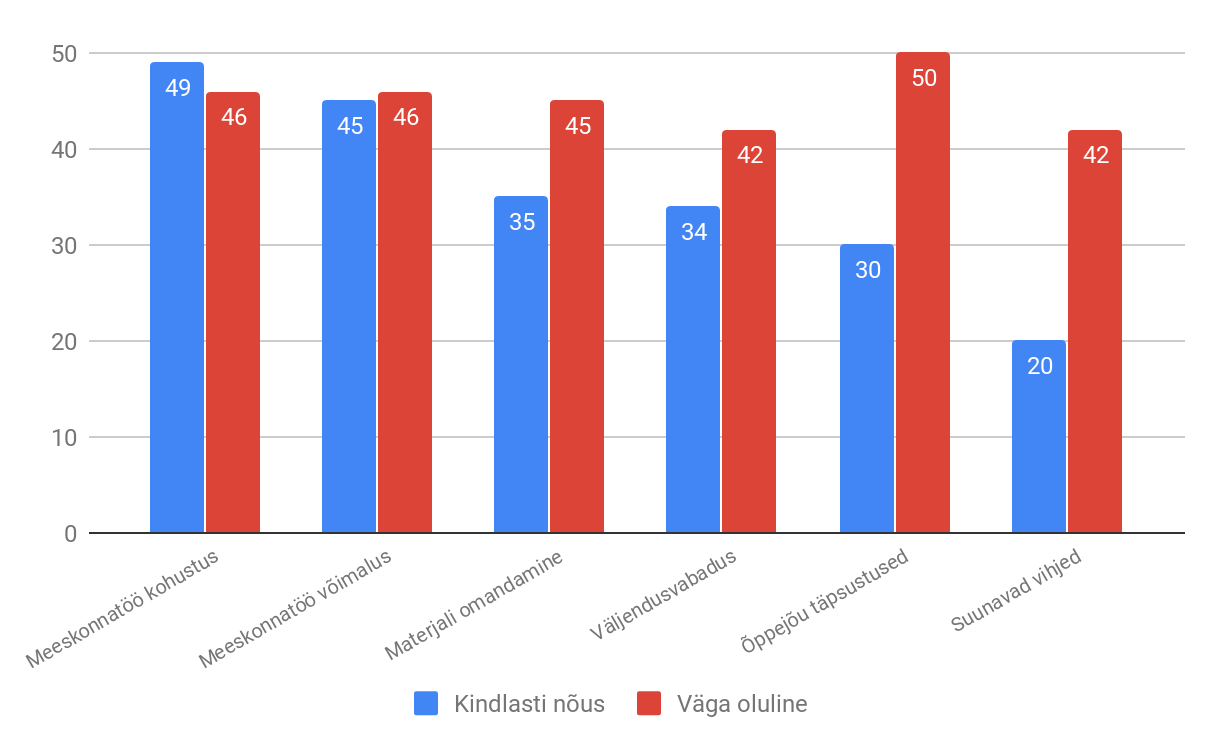 50
40
30
20
10
0
49
46
45
46
35
45
34
42
30
50
20
42
Meeskonnatöö kohustus
Meeskonnatöö võimalus
Materjali omandamine
Väljendusvabadus
Õppejõu täpsustused
Suunavad vihjed
Kindlasti nõus
Väga oluline